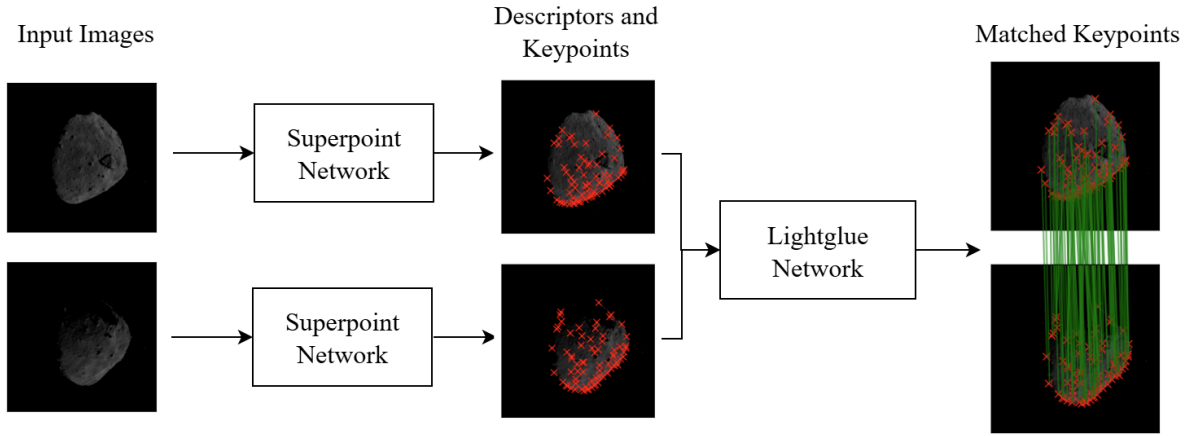 Input Images
Descriptors and
Keypoints
Matched Keypoints
Superpoint
Network
Lightglue
Network
Superpoint
Network